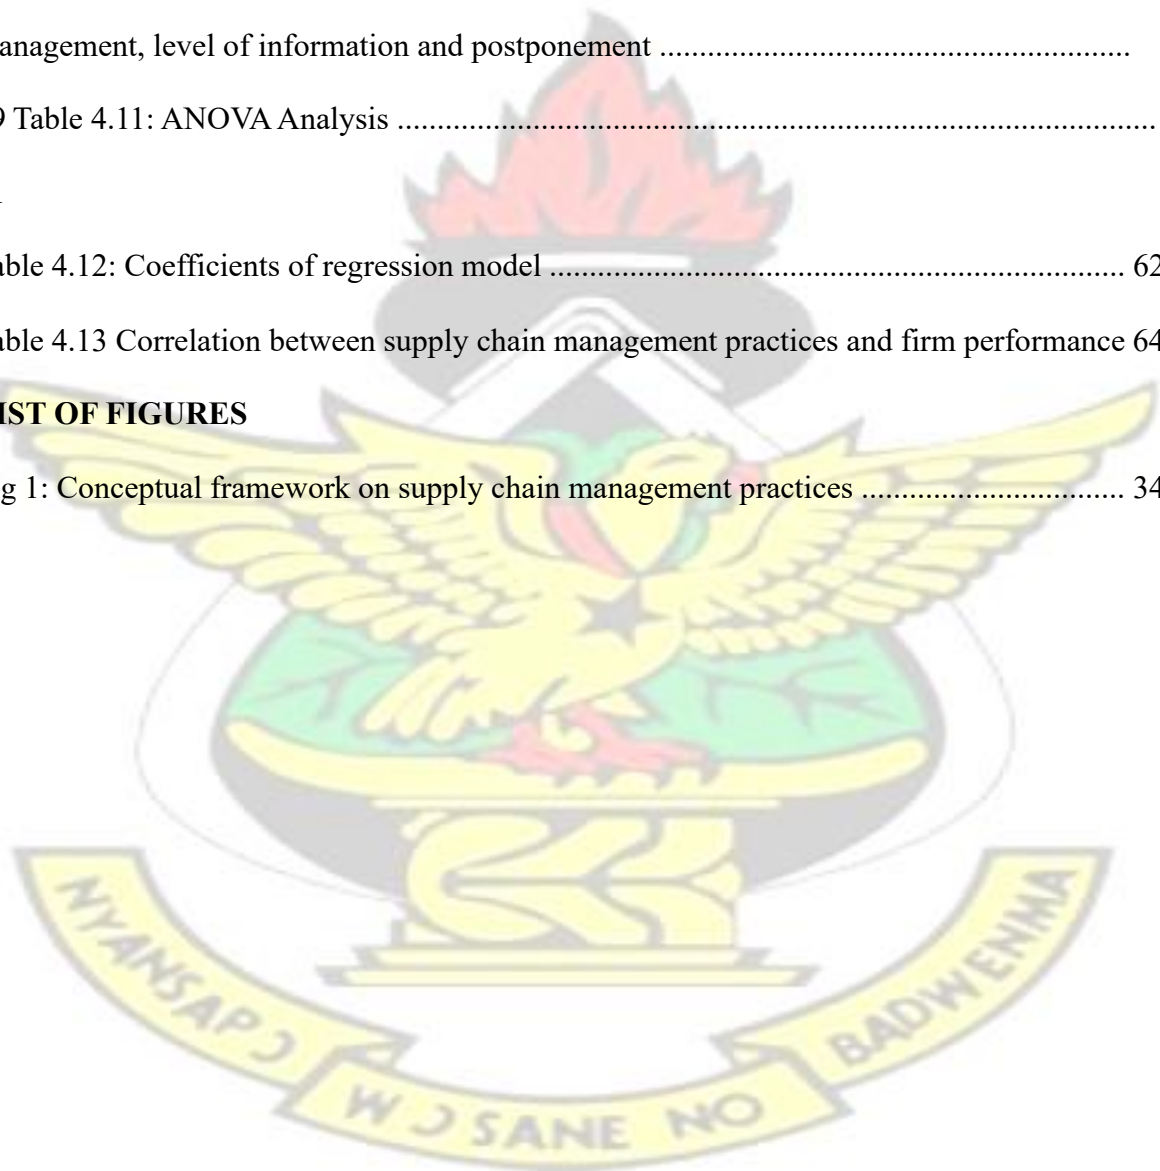 anagement, level of information and postponement ...........................................................
9 Table 4.11: ANOVA Analysis ...............................................................................................
able 4.12: Coefficients of regression model ........................................................................ 62
able 4.13 Correlation between supply chain management practices and firm performance 64
IST OF FIGURES
g 1: Conceptual framework on supply chain management practices ................................. 34
NYANSAPƆ WƆSANE NO BADWENMA